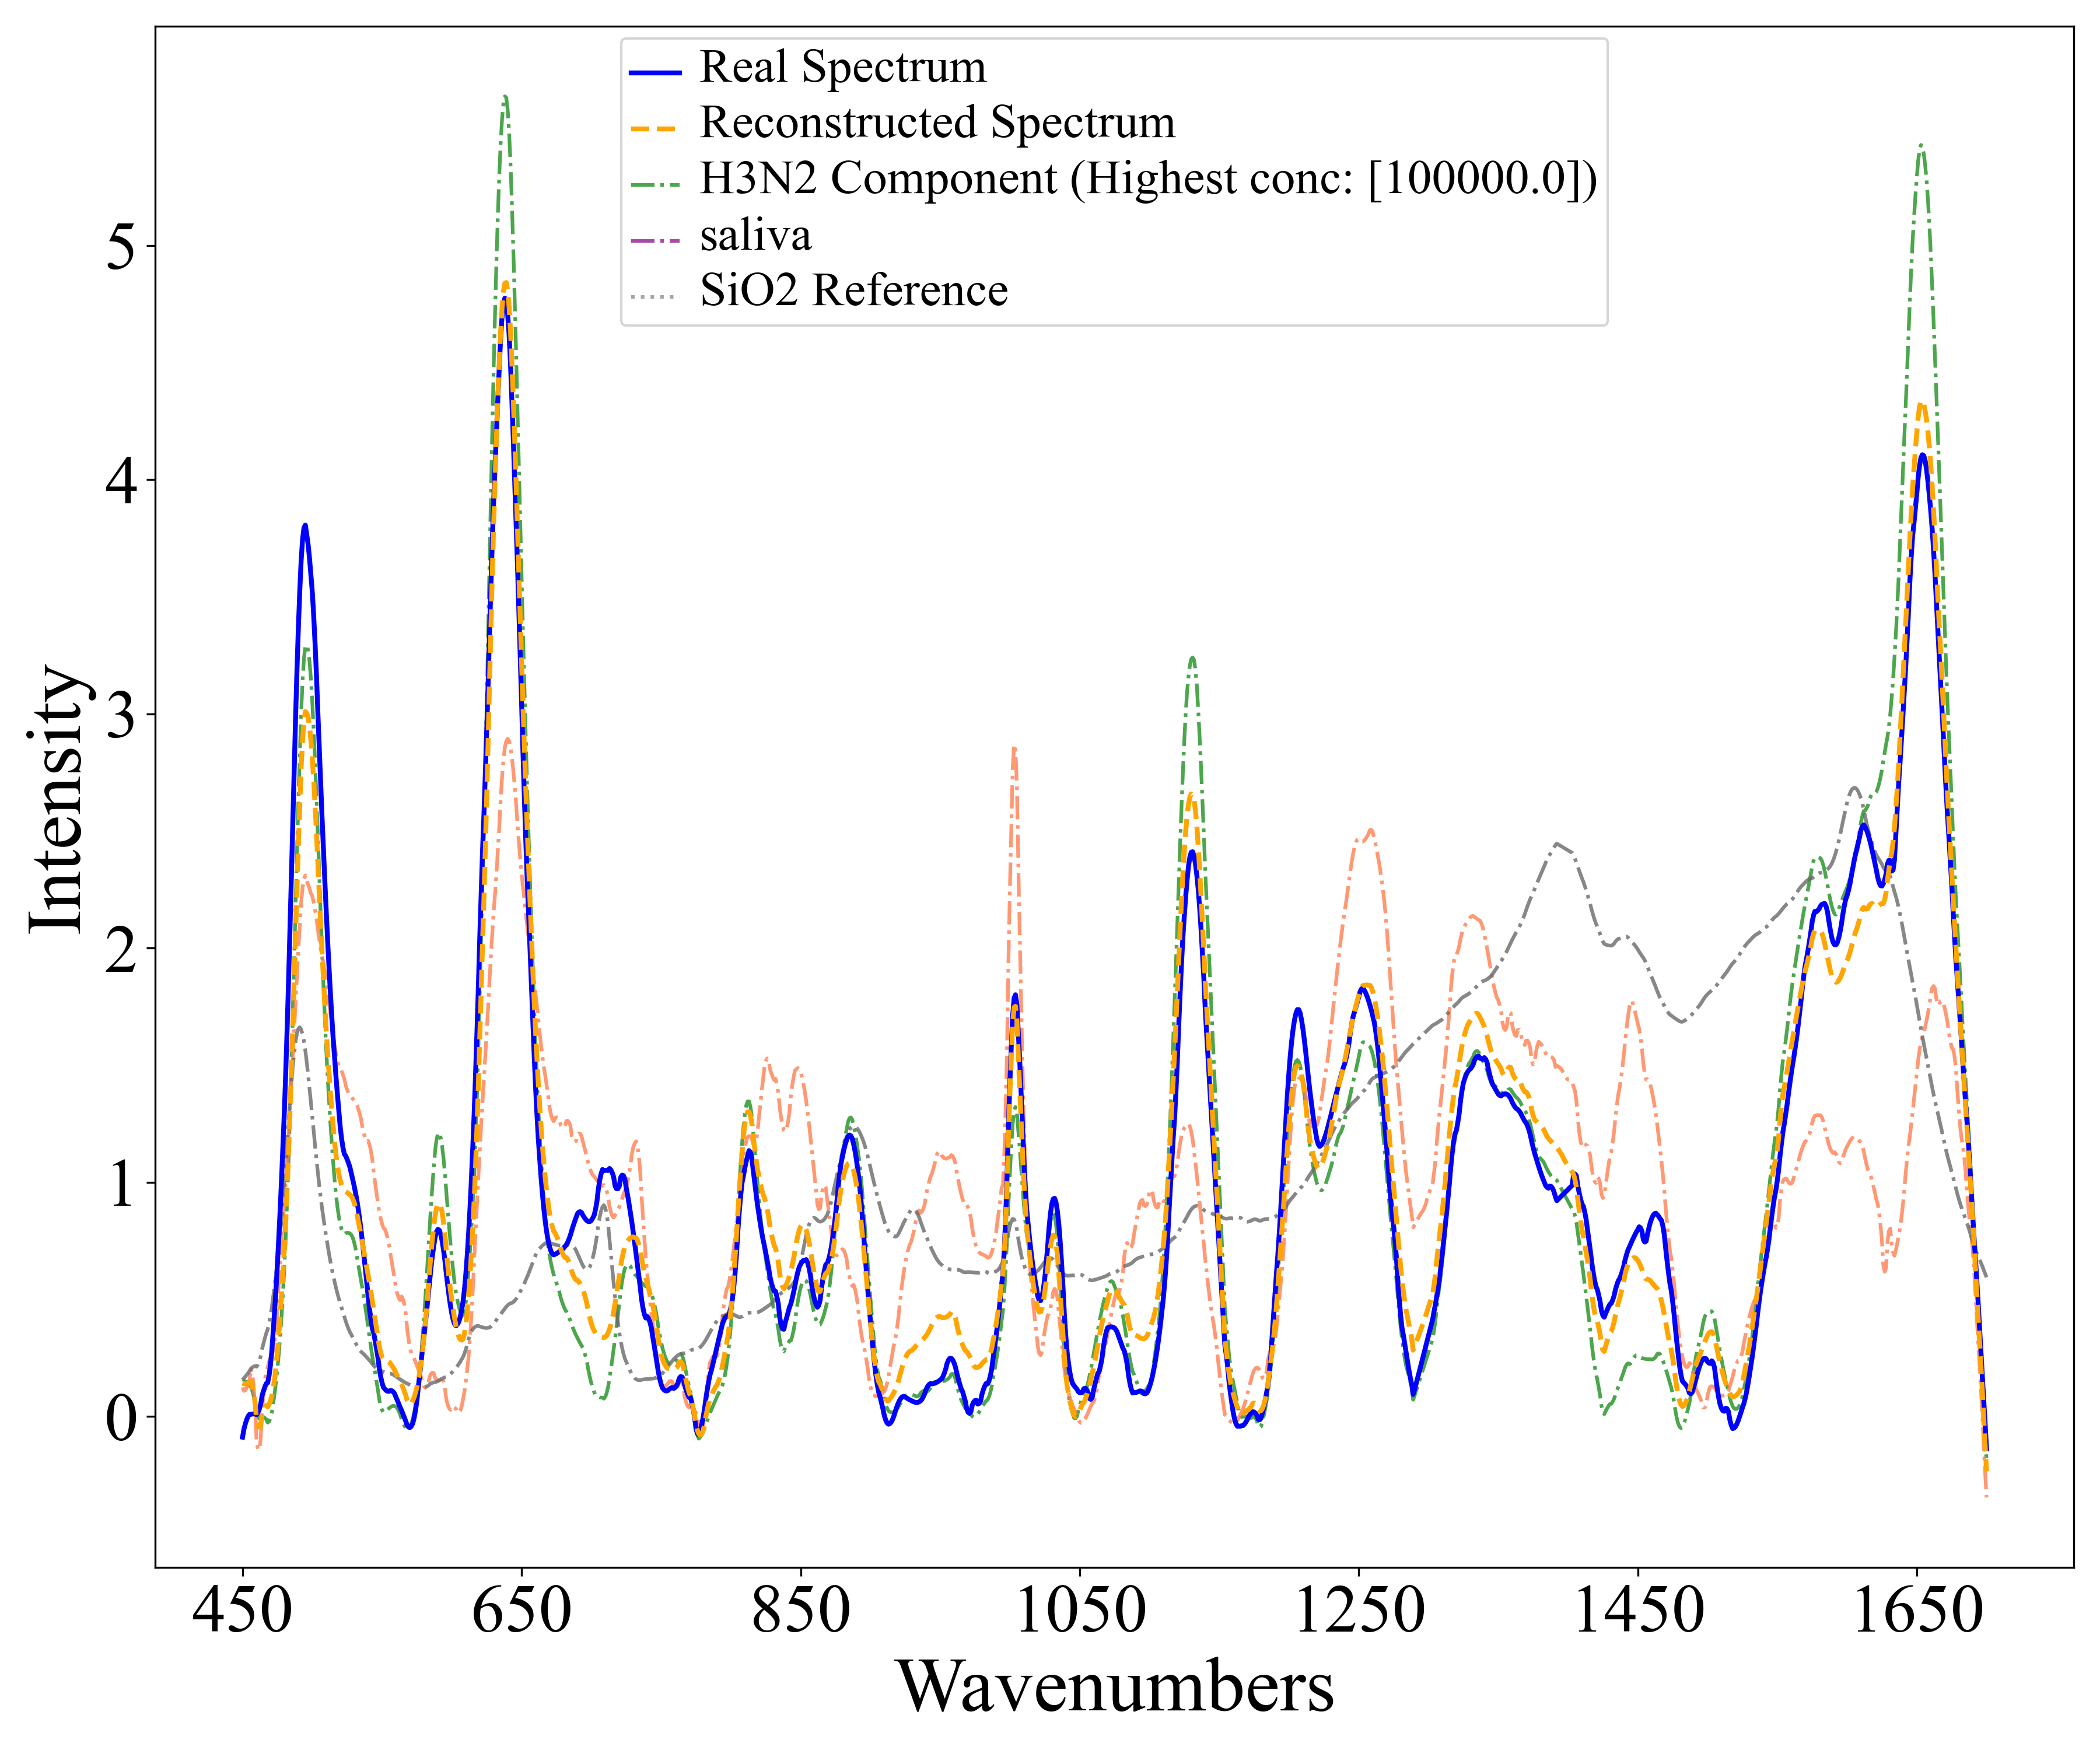 Real Spectrum
Reconstructed Spectrum
H3N2 Component (Highest conc: [100000.0])
saliva
SiO2 Reference
Intensity
5
4
3
2
1
0
450 650 850 1050 1250 1450 1650
Wavenumbers